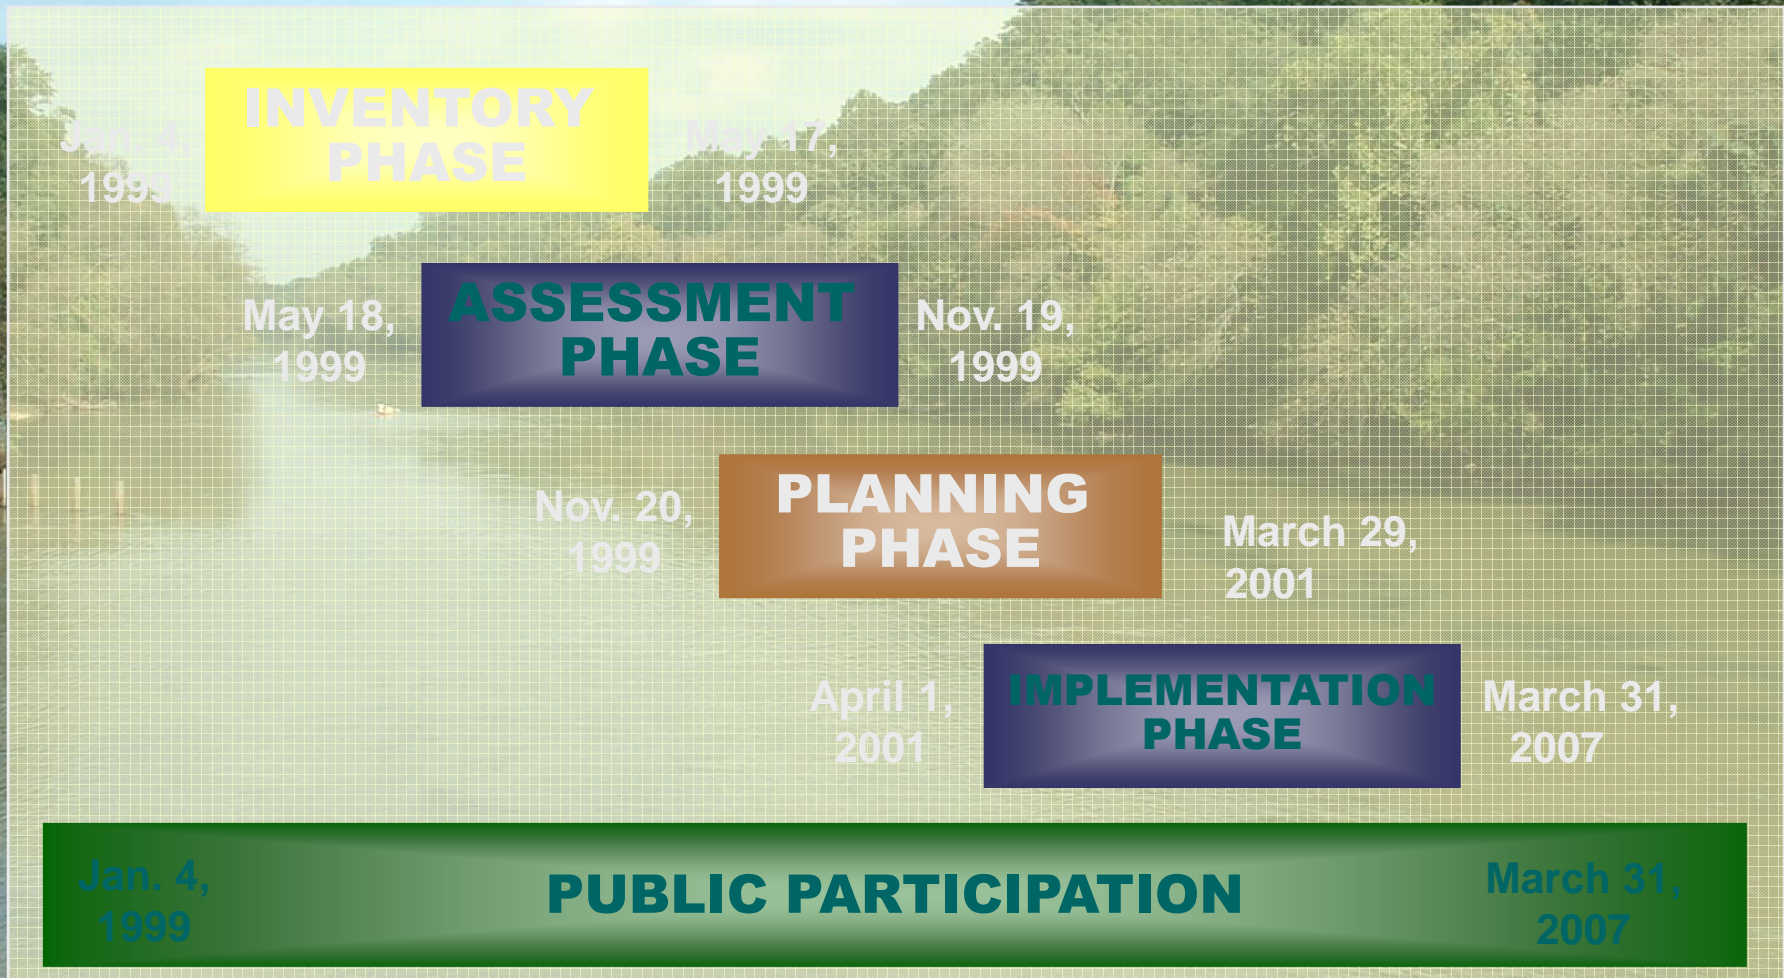 INVENTORY
PHASE
Jan. 4,
1999
May 17,
1999
ASSESSMENT
PHASE
May 18,
1999
Nov. 19,
1999
PLANNING
PHASE
Nov. 20,
1999
March 29,
2001
IMPLEMENTATION
PHASE
April 1,
2001
March 31,
2007
Jan. 4,
1999
PUBLIC PARTICIPATION
March 31,
2007